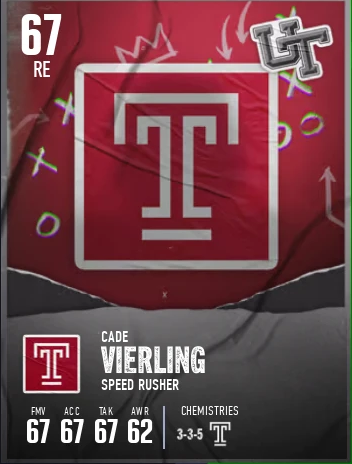 67
RE
UT
T
CADE
VIERLING
SPEED RUSHER
T
FMV ACC TAK AWR
67 67 67 62
CHEMISTRIES
3-3-5 T